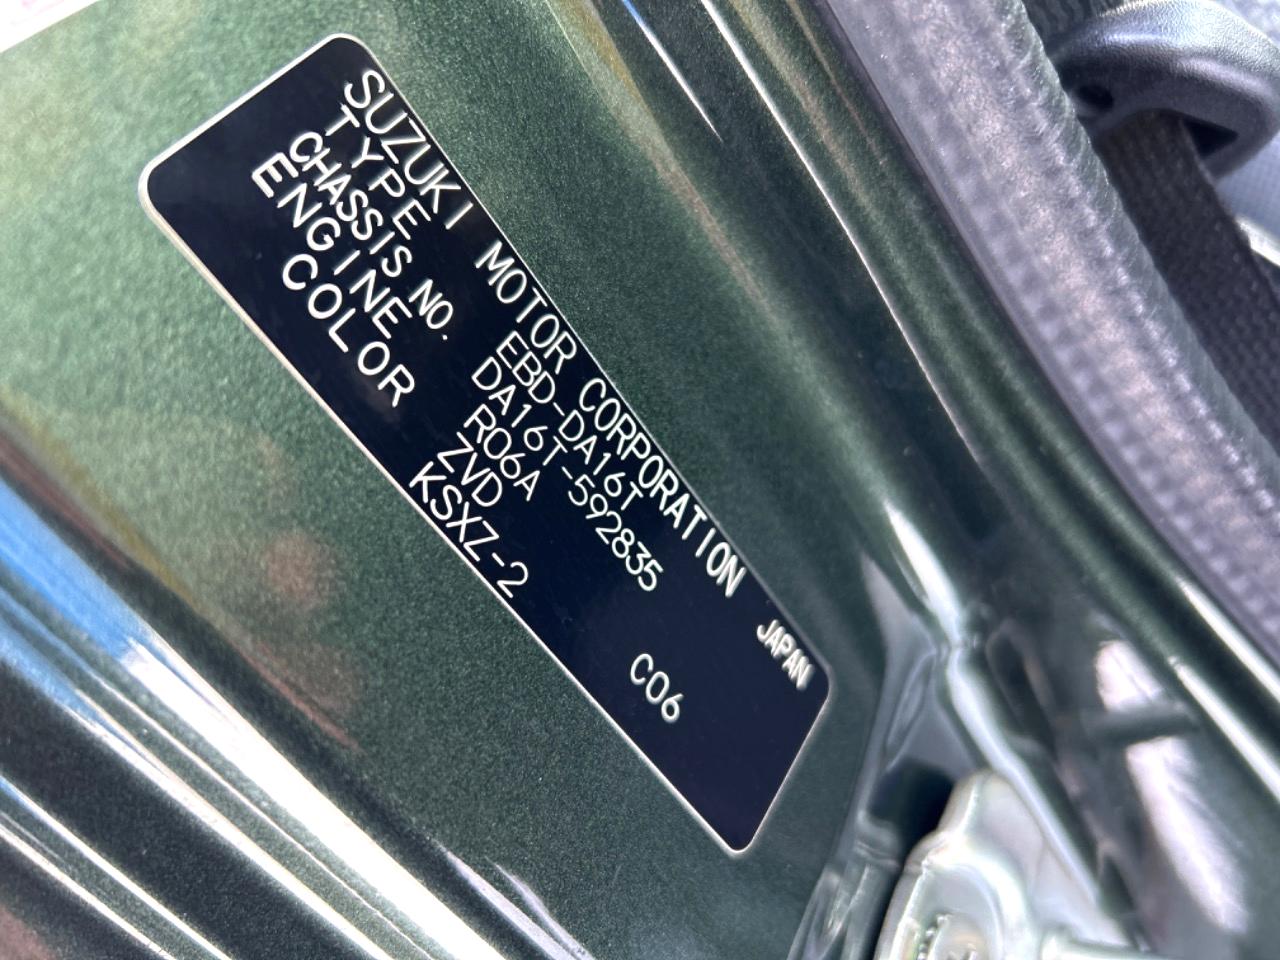 SUZUKI MOTOR CORPORATION JAPAN
TYPE EBD-DA16T
CHASSIS NO. DA16T-592835
ENGINE R06A
COLOR ZVD C06
KSXZ-2